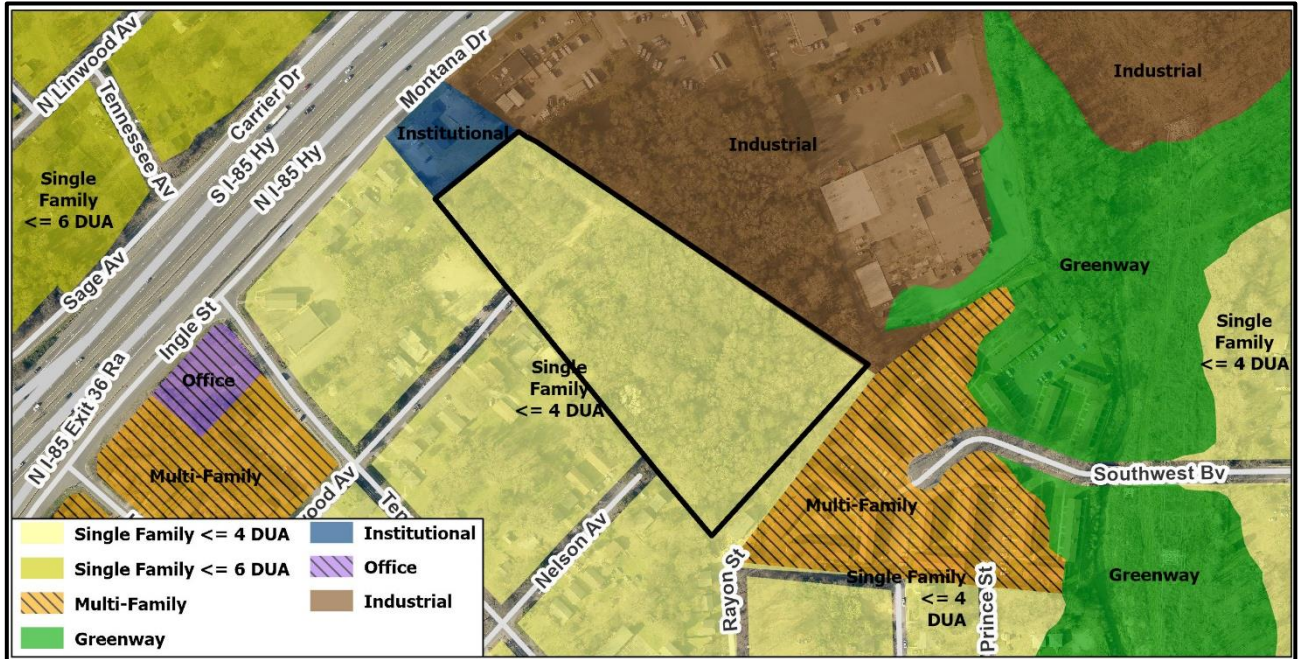 N Linwood Av
Tennessee Av
Carrier Dr
S I-85 Hy
N I-85 Hy
Montana Dr
Institutional
Industrial
Industrial
Single
Family
<= 6 DUA
Sage Av
Ingle St
N I-85 Exit 36 Ra
Office
Multi-Family
Single
Family
<= 4 DUA
Greenway
Single
Family
<= 4 DUA
Southwest Bv
Multi-Family
Nelson Av
Rayon St
Single Family
<= 4
DUA
Prince St
Greenway
wood Av
Single Family <= 4 DUA
Single Family <= 6 DUA
Multi-Family
Greenway
Institutional
Office
Industrial